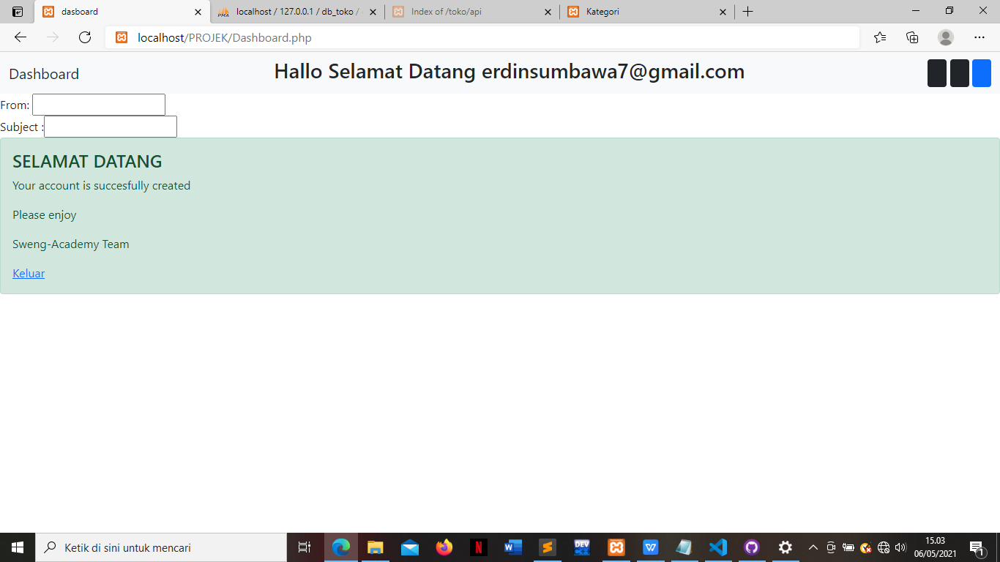 dasboard
localhost / 127.0.0.1 / db_toko /
Index of /toko/api
Kategori
localhost/PROJEK/Dashboard.php
Dashboard
Hallo Selamat Datang erdinsumbawa7@gmail.com
From:
Subject :
SELAMAT DATANG
Your account is succesfully created
Please enjoy
Sweng-Academy Team
Keluar
Ketik di sini untuk mencari
15.03
06/05/2021